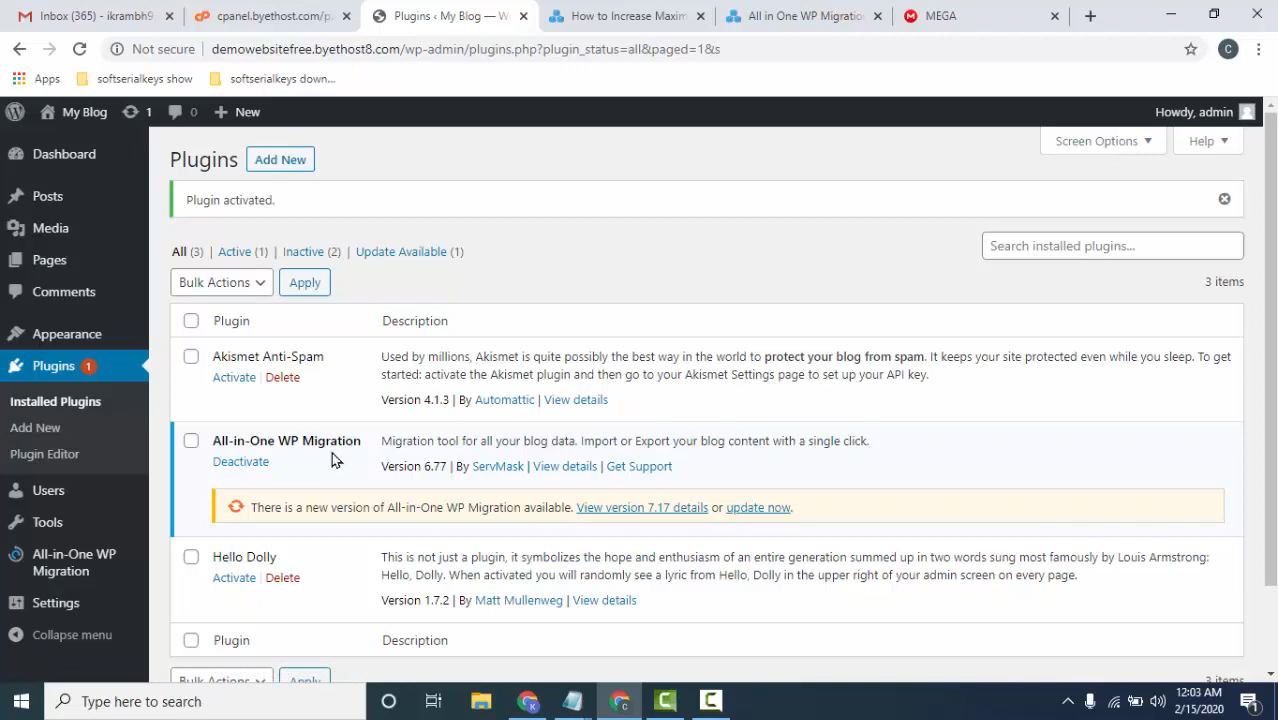 Inbox (365) - ikrambh9
cpanel.byethost.com/p
Plugins ‹ My Blog — W
How to Increase Maxim
All in One WP Migratio
MEGA
Not secure
demowebsitefree.byethost8.com/wp-admin/plugins.php?plugin_status=all&paged=1&s
C
Apps
softserialkeys show
softserialkeys down...
My Blog
1
0
New
Howdy, admin
Dashboard
Posts
Media
Pages
Comments
Appearance
Plugins 1
Installed Plugins
Add New
Plugin Editor
Users
Tools
All-in-One WP
Migration
Settings
Collapse menu
Screen Options
Help
Plugins
Add New
Plugin activated.
All (3) | Active (1) | Inactive (2) | Update Available (1)
Search installed plugins...
Bulk Actions
Apply
3 items
Plugin
Description
Akismet Anti-Spam
Activate | Delete
Used by millions, Akismet is quite possibly the best way in the world to protect your blog from spam. It keeps your site protected even while you sleep. To get
started: activate the Akismet plugin and then go to your Akismet Settings page to set up your API key.
Version 4.1.3 | By Automattic | View details
All-in-One WP Migration
Deactivate
Migration tool for all your blog data. Import or Export your blog content with a single click.
Version 6.77 | By ServMask | View details | Get Support
There is a new version of All-in-One WP Migration available. View version 7.17 details or update now.
Hello Dolly
Activate | Delete
This is not just a plugin, it symbolizes the hope and enthusiasm of an entire generation summed up in two words sung most famously by Louis Armstrong:
Hello, Dolly. When activated you will randomly see a lyric from Hello, Dolly in the upper right of your admin screen on every page.
Version 1.7.2 | By Matt Mullenweg | View details
Plugin
Description
Bulk Actions
Apply
3 items
Type here to search
K
C
12:03 AM
2/15/2020
1